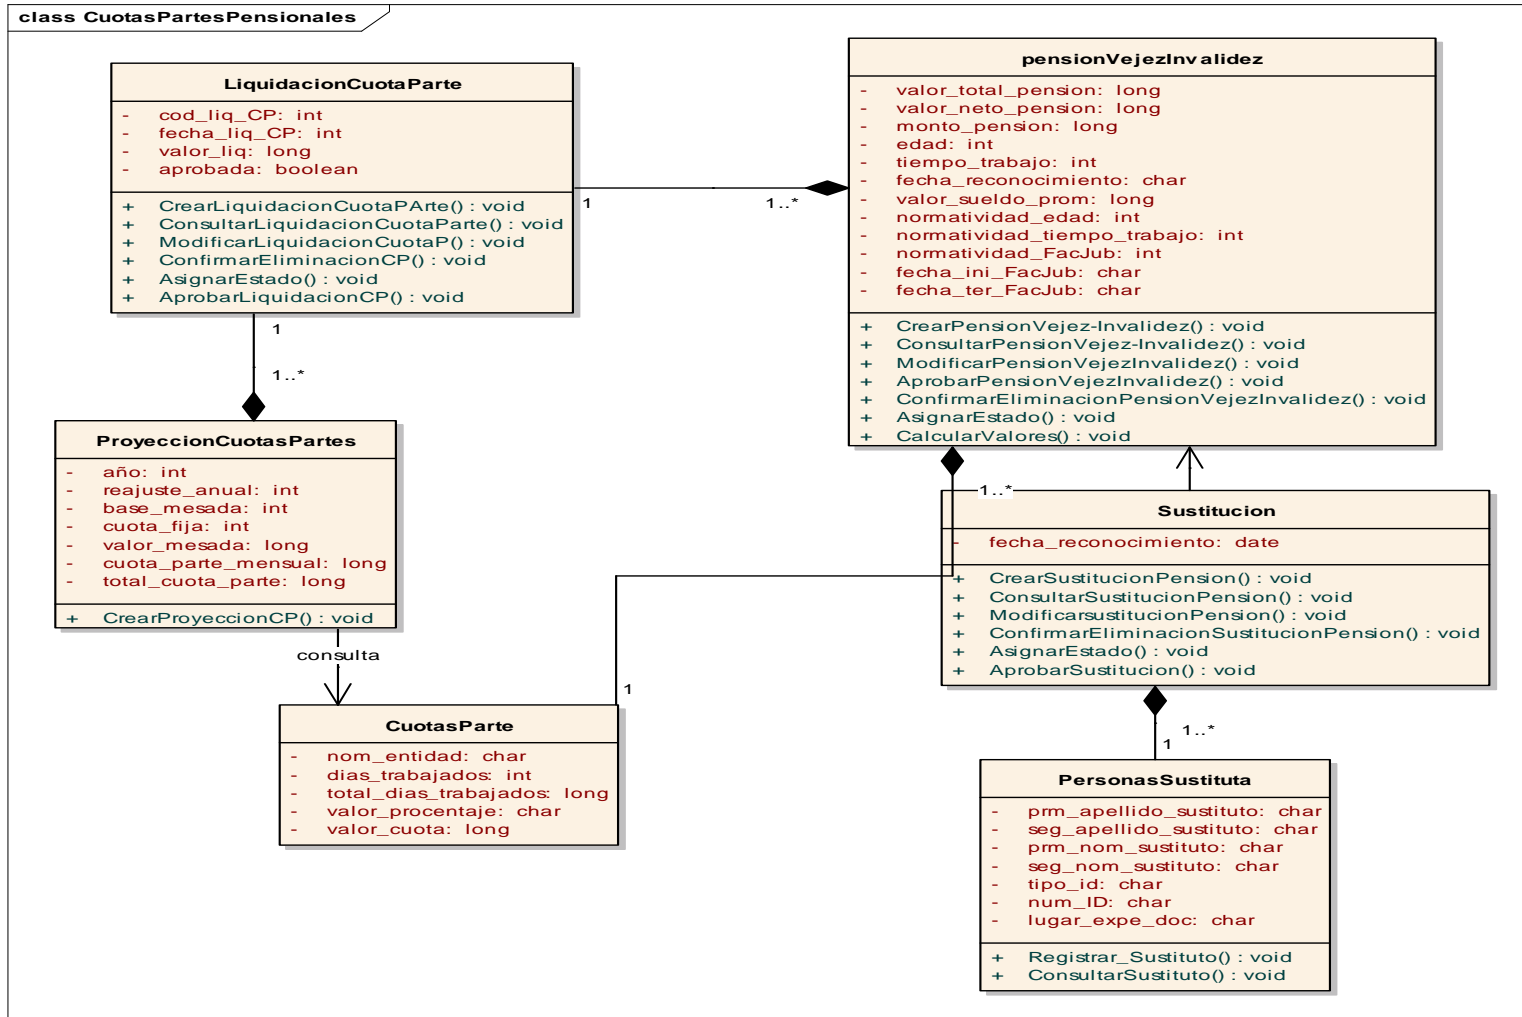 class CuotasPartesPensionales
LiquidacionCuotaParte
- cod_liq_CP: int
- fecha_liq_CP: int
- valor_liq: long
- aprobada: boolean
+ CrearLiquidacionCuotaPArte() : void
+ ConsultarLiquidacionCuotaParte() : void
+ ModificarLiquidacionCuotaP() : void
+ ConfirmarEliminacionCP() : void
+ AsignarEstado() : void
+ AprobarLiquidacionCP() : void
1
1..*
pensionVejezInvalidez
- valor_total_pension: long
- valor_neto_pension: long
- monto_pension: long
- edad: int
- tiempo_trabajo: int
- fecha_reconocimiento: char
- valor_sueldo_prom: long
- normatividad_edad: int
- normatividad_tiempo_trabajo: int
- normatividad_FacJub: int
- fecha_ini_FacJub: char
- fecha_ter_FacJub: char
+ CrearPensionVejez-Invalidez() : void
+ ConsultarPensionVejez-Invalidez() : void
+ ModificarPensionVejezInvalidez() : void
+ AprobarPensionVejezInvalidez() : void
+ ConfirmarEliminacionPensionVejezInvalidez() : void
+ AsignarEstado() : void
+ CalcularValores() : void
1
1..*
ProyeccionCuotasPartes
- año: int
- reajuste_anual: int
- base_mesada: int
- cuota_fija: int
- valor_mesada: long
- cuota_parte_mensual: long
- total_cuota_parte: long
+ CrearProyeccionCP() : void
consulta
1..*
1
Sustitucion
- fecha_reconocimiento: date
+ CrearSustitucionPension() : void
+ ConsultarSustitucionPension() : void
+ ModificarsustitucionPension() : void
+ ConfirmarEliminacionSustitucionPension() : void
+ AsignarEstado() : void
+ AprobarSustitucion() : void
CuotasParte
- nom_entidad: char
- dias_trabajados: int
- total_dias_trabajados: long
- valor_procentaje: char
- valor_cuota: long
1..*
1
PersonasSustituta
- prm_apellido_sustituto: char
- seg_apellido_sustituto: char
- prm_nom_sustituto: char
- seg_nom_sustituto: char
- tipo_id: char
- num_ID: char
- lugar_expe_doc: char
+ Registrar_Sustituto() : void
+ ConsultarSustituto() : void